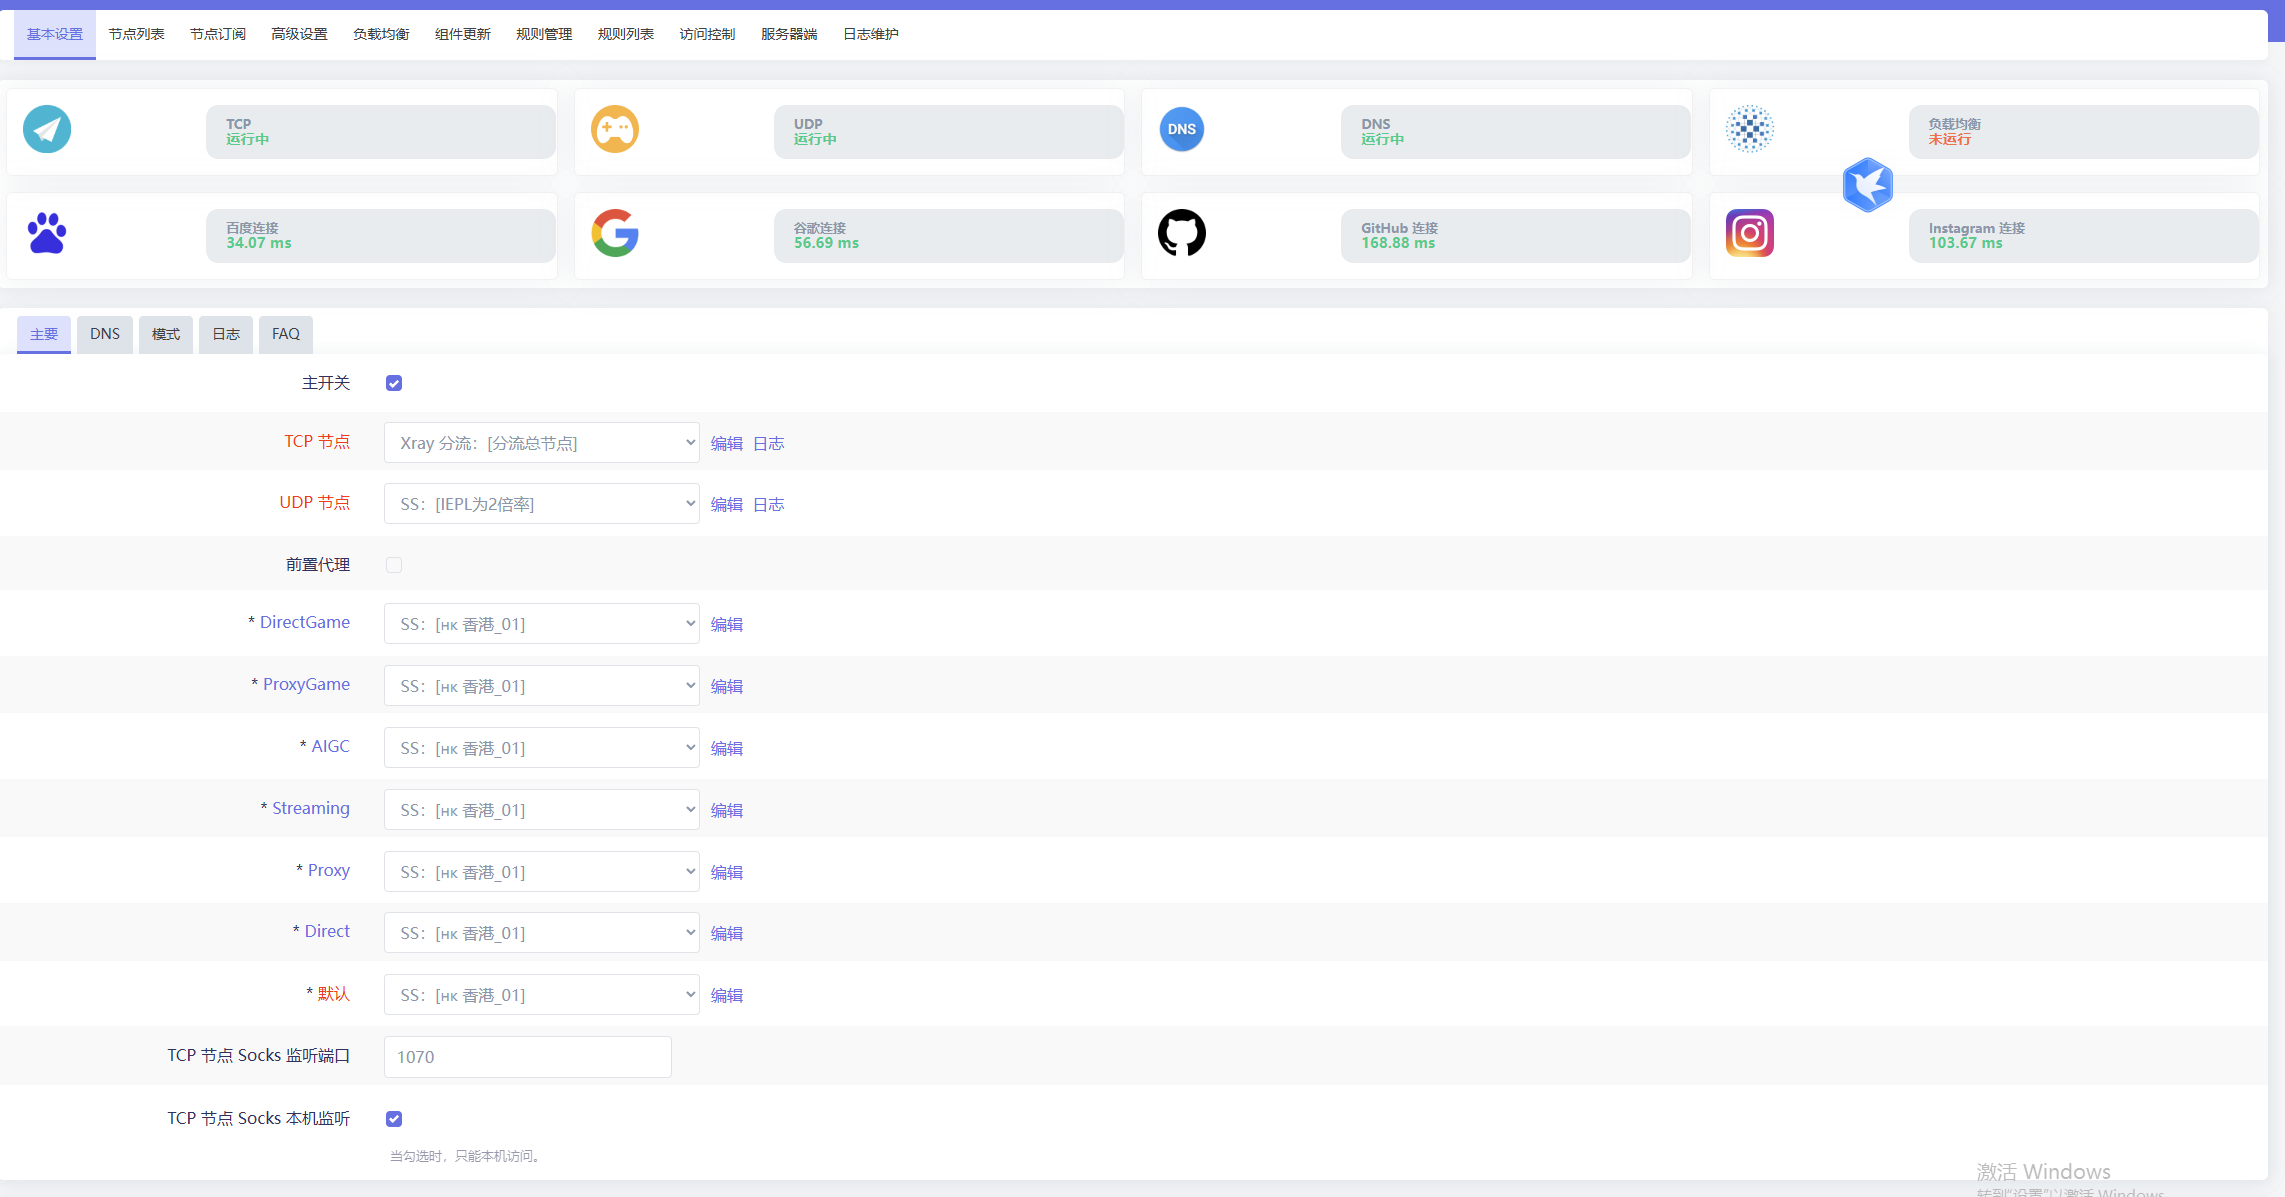 基本设置 节点列表 节点订阅 高级设置 负载均衡 组件更新 规则管理 规则列表 访问控制 服务器端 日志维护
TCP
运行中
UDP
运行中
DNS
DNS
运行中
负载均衡
未运行
百度连接
34.07 ms
谷歌连接
56.69 ms
GitHub 连接
168.88 ms
Instagram 连接
103.67 ms
主要 DNS 模式 日志 FAQ
主开关
TCP 节点 Xray 分流：[分流总节点] 编辑 日志
UDP 节点 SS：[IEPL为2倍率] 编辑 日志
前置代理
* DirectGame SS：[ʜᴋ 香港_01] 编辑
* ProxyGame SS：[ʜᴋ 香港_01] 编辑
* AIGC SS：[ʜᴋ 香港_01] 编辑
* Streaming SS：[ʜᴋ 香港_01] 编辑
* Proxy SS：[ʜᴋ 香港_01] 编辑
* Direct SS：[ʜᴋ 香港_01] 编辑
* 默认 SS：[ʜᴋ 香港_01] 编辑
TCP 节点 Socks 监听端口 1070
TCP 节点 Socks 本机监听
当勾选时，只能本机访问。
激活 Windows
转到"设置"以激活 Windows